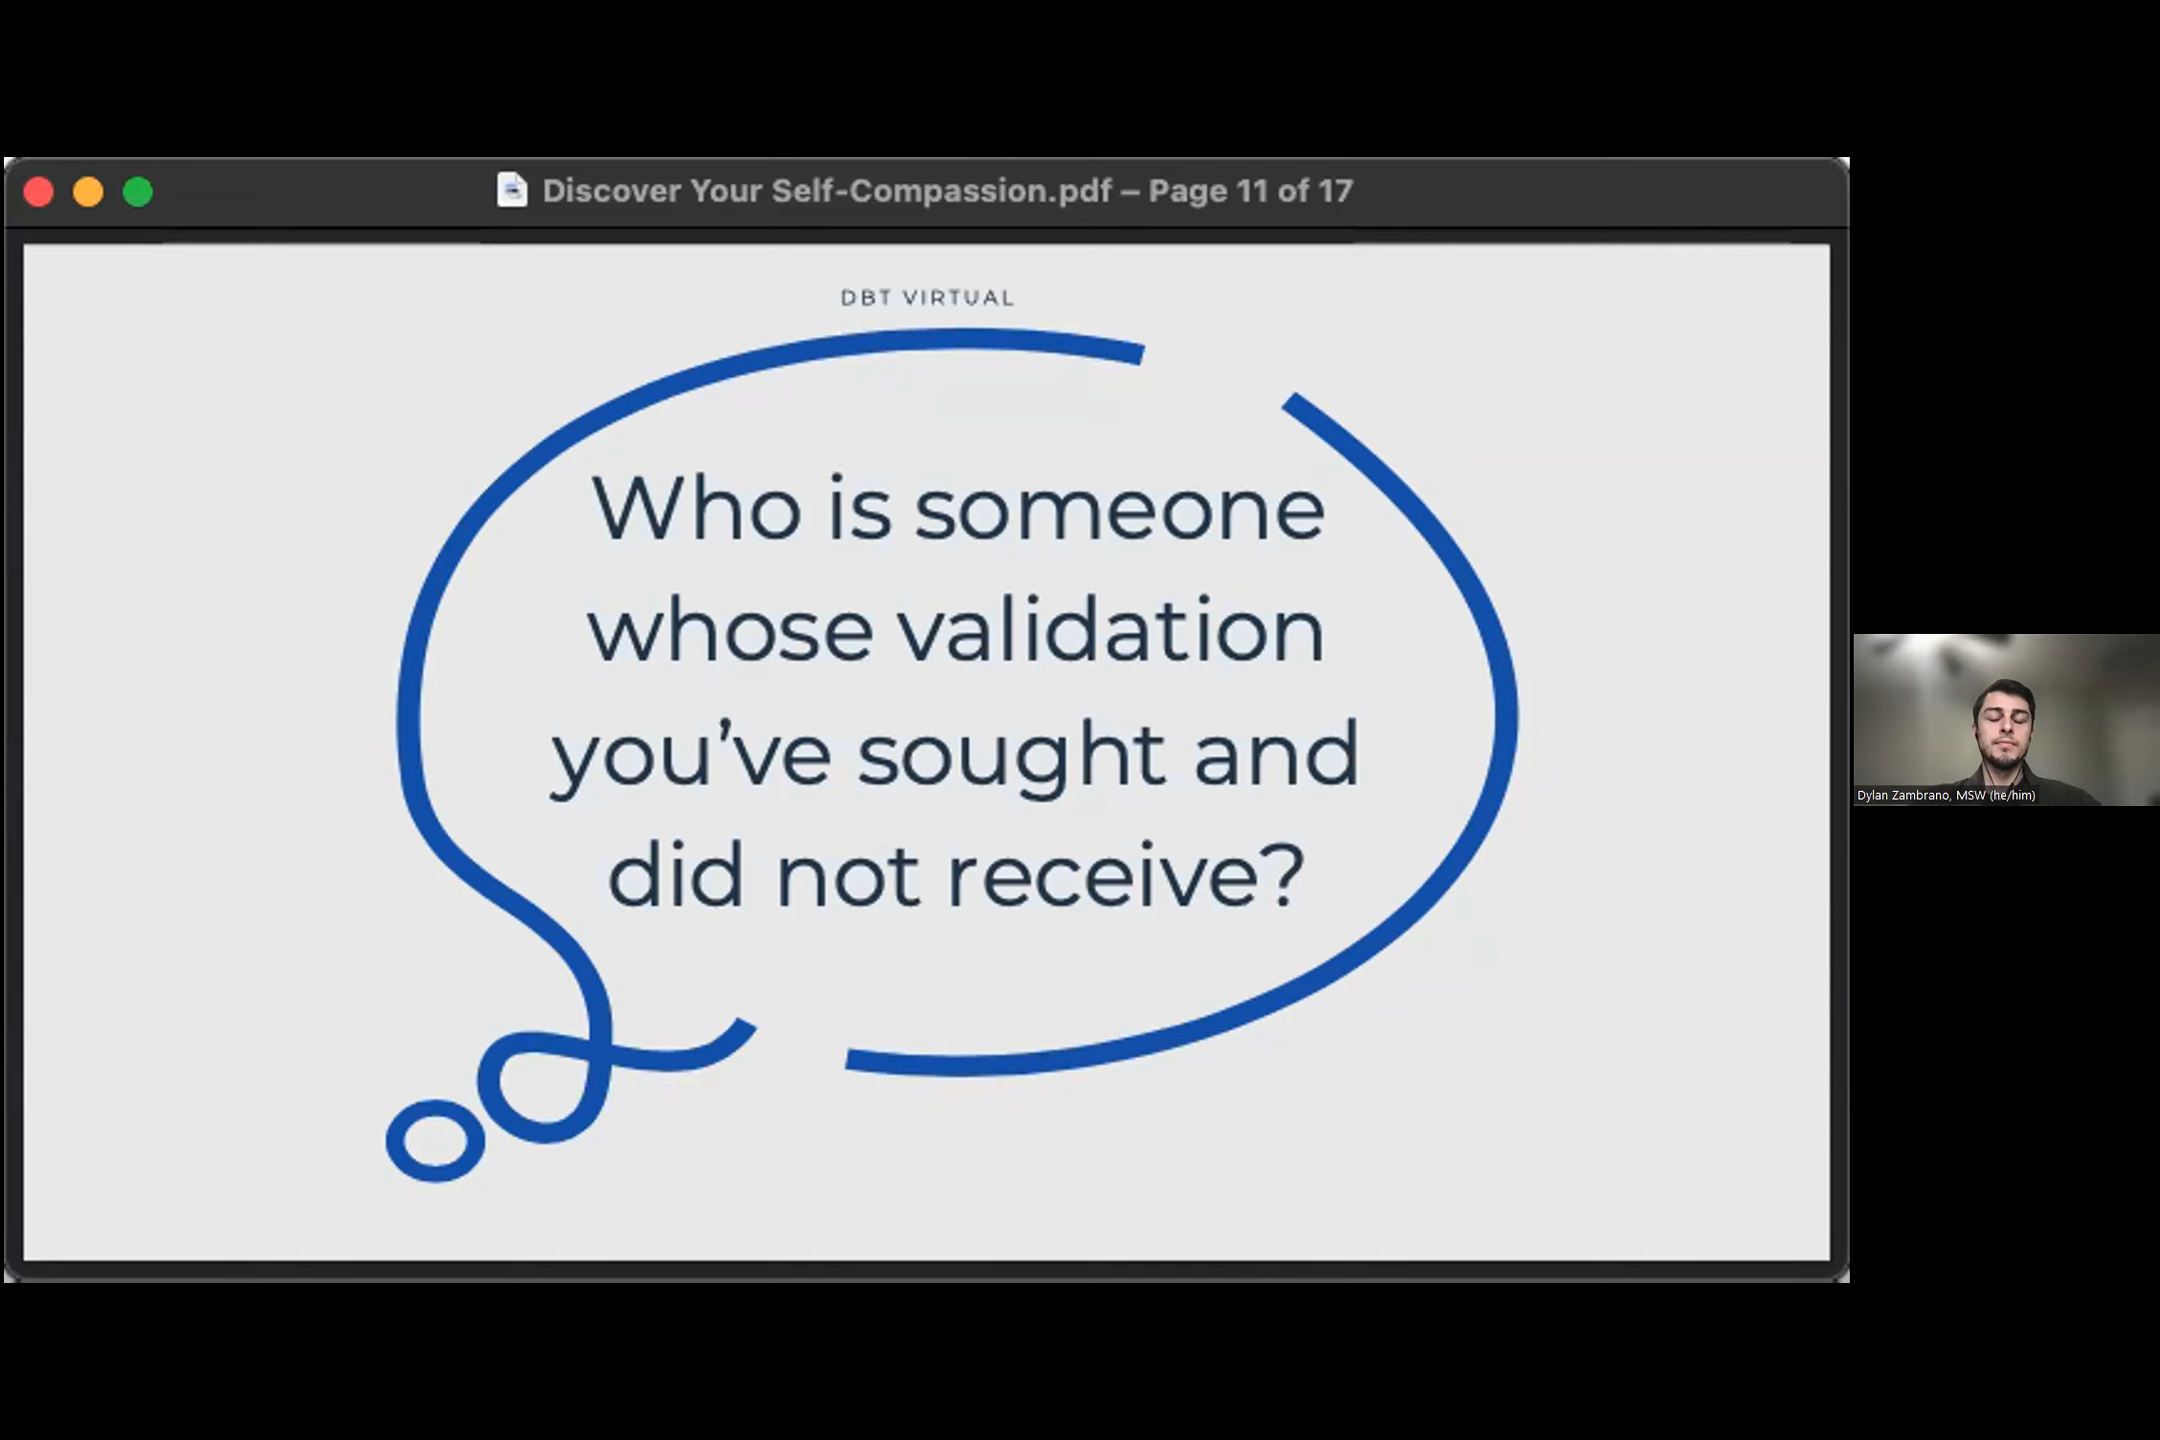 Discover Your Self-Compassion.pdf – Page 11 of 17
DBT VIRTUAL
Who is someone
whose validation
you’ve sought and
did not receive?
Dylan Zambrano, MSW (he/him)